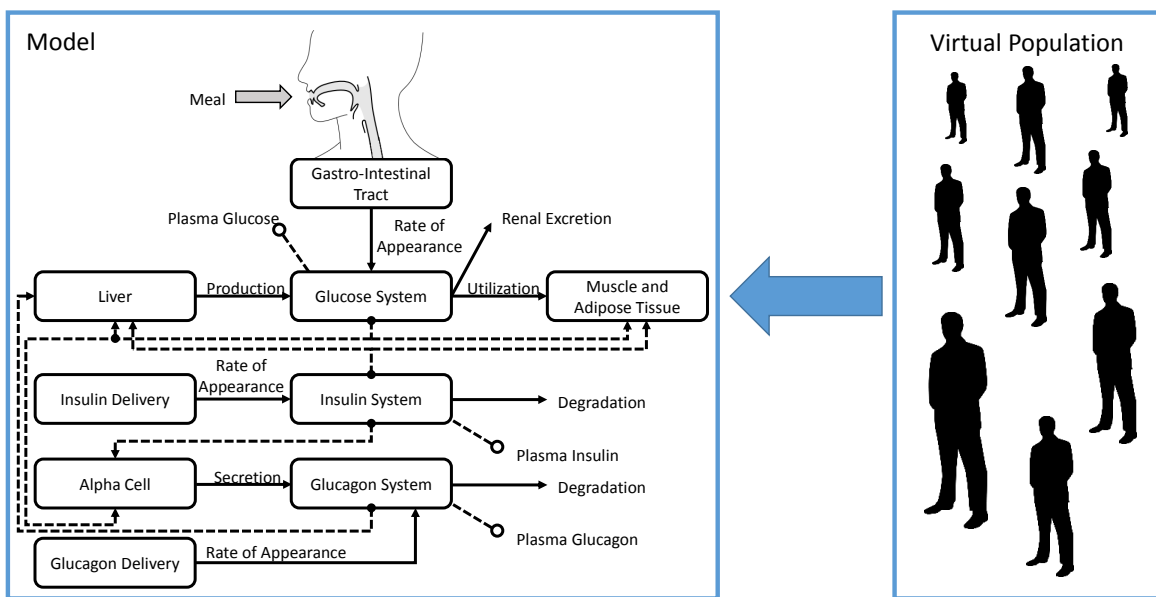 Model
Virtual Population
Meal
Gastro-Intestinal
Tract
Plasma Glucose
Rate of
Appearance
Renal Excretion
Liver
Production
Glucose System
Utilization
Muscle and
Adipose Tissue
Rate of
Appearance
Insulin Delivery
Insulin System
Degradation
Plasma Insulin
Alpha Cell
Secretion
Glucagon System
Degradation
Plasma Glucagon
Glucagon Delivery
Rate of Appearance